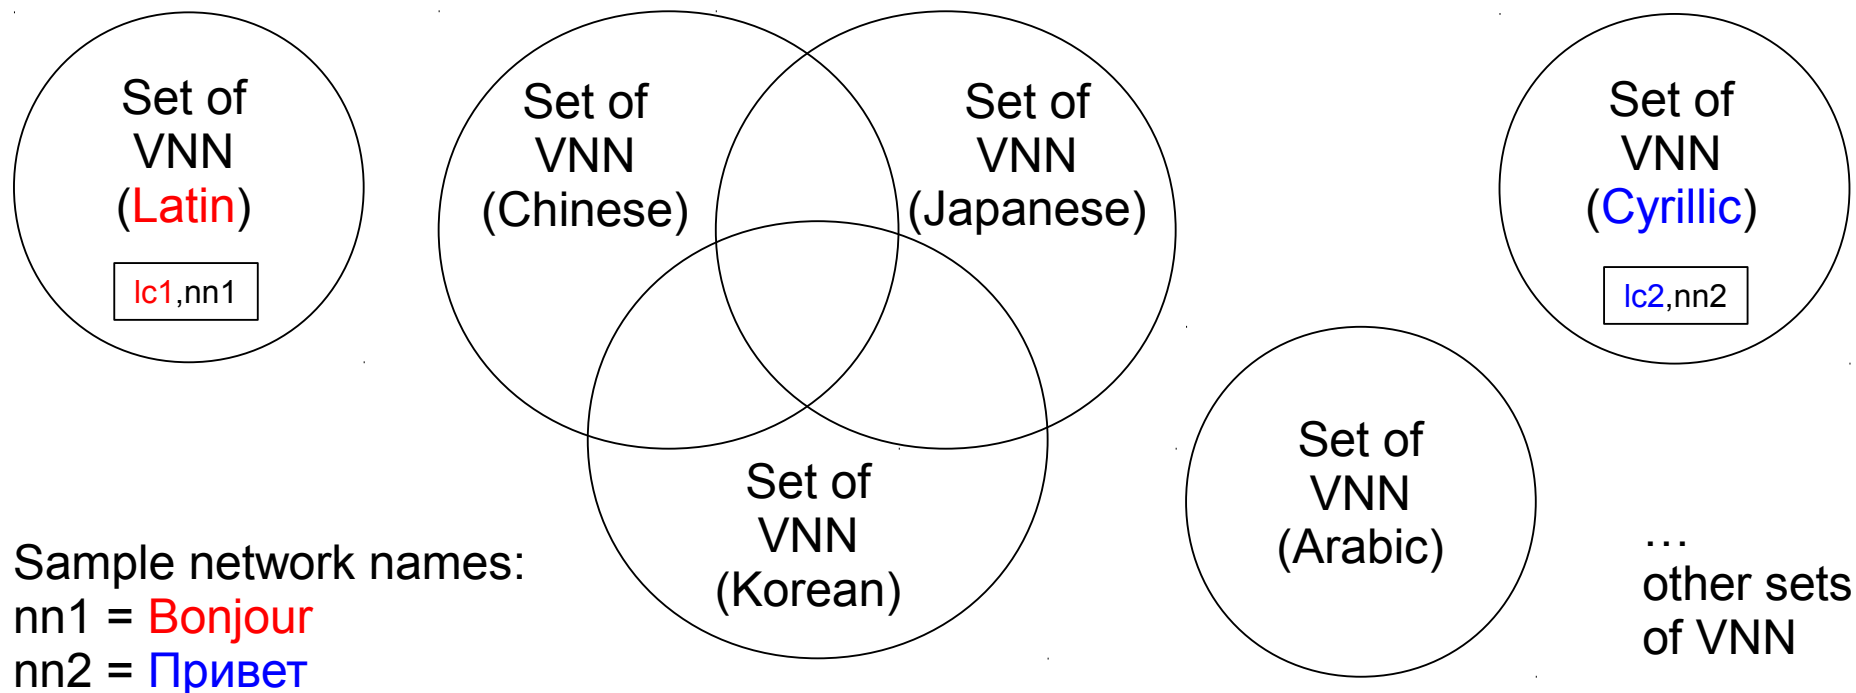 Set of
VNN
(Latin)
lc1,nn1
Set of
VNN
(Chinese)
Set of
VNN
(Japanese)
Set of
VNN
(Cyrillic)
lc2,nn2
Set of
VNN
(Korean)
Set of
VNN
(Arabic)
Sample network names:
nn1 = Bonjour
nn2 = Привет
…
other sets
of VNN